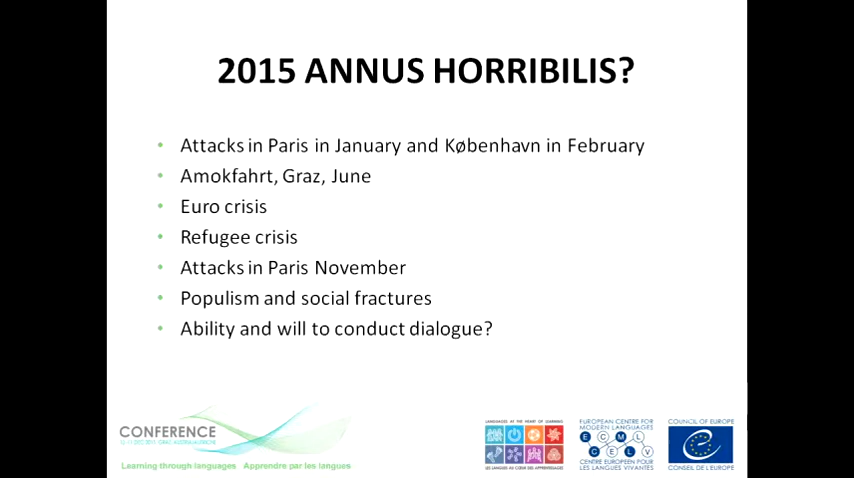 2015 ANNUS HORRIBILIS?
• Attacks in Paris in January and København in February
• Amokfahrt, Graz, June
• Euro crisis
• Refugee crisis
• Attacks in Paris November
• Populism and social fractures
• Ability and will to conduct dialogue?
CONFERENCE
Learning through languages Apprendre par les langues
LANGUAGES AT THE HEART OF LEARNING
LES LANGUES AU CŒUR DES APPRENTISSAGES
EUROPEAN CENTRE FOR
MODERN LANGUAGES
E C M L
C E L V
CENTRE EUROPÉEN POUR
LES LANGUES VIVANTES
COUNCIL OF EUROPE
CONSEIL DE L'EUROPE